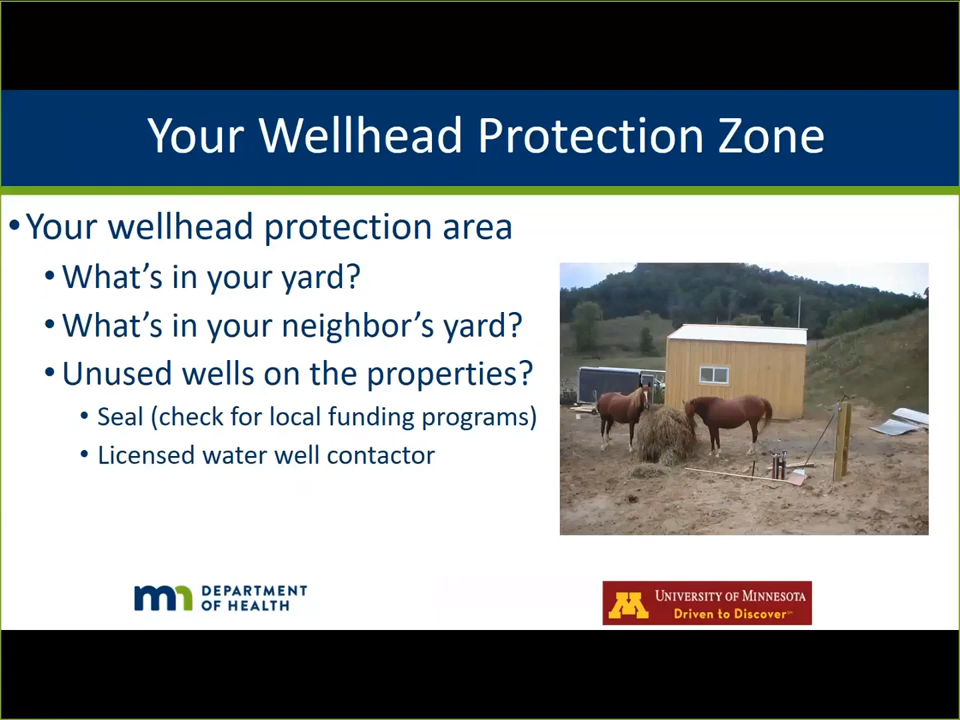 Your Wellhead Protection Zone
•Your wellhead protection area
•What's in your yard?
•What's in your neighbor's yard?
•Unused wells on the properties?
•Seal (check for local funding programs)
•Licensed water well contactor
mn DEPARTMENT
OF HEALTH
M UNIVERSITY OF MINNESOTA
Driven to Discover℠